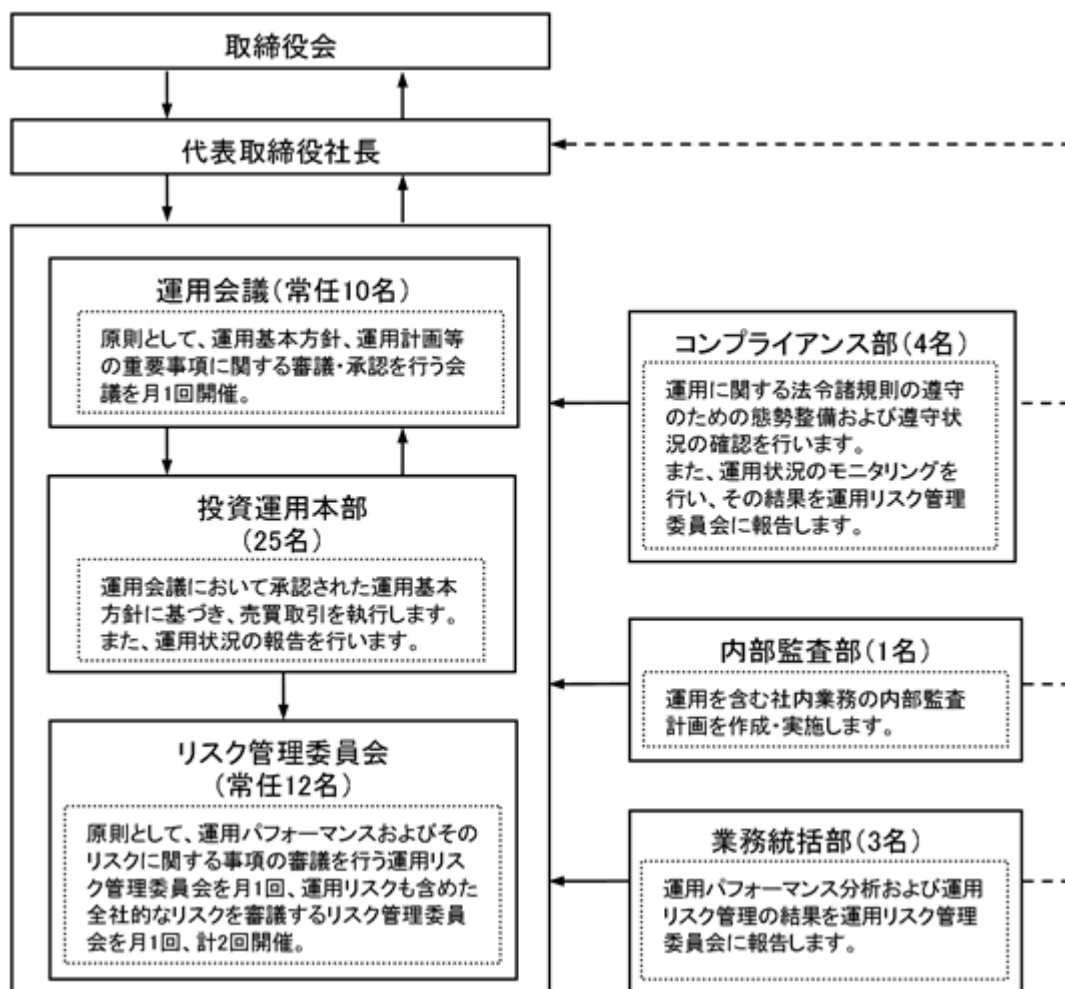 取締役会
代表取締役社長
運用会議(常任10名)
原則として、運用基本方針、運用計画等
の重要事項に関する審議・承認を行う会
議を月1回開催。
投資運用本部
(25名)
運用会議において承認された運用基本
方針に基づき、売買取引を執行します。
また、運用状況の報告を行います。
リスク管理委員会
(常任12名)
原則として、運用パフォーマンスおよびその
リスクに関する事項の審議を行う運用リス
ク管理委員会を月1回、運用リスクも含めた
全社的なリスクを審議するリスク管理委員
会を月1回、計2回開催。
コンプライアンス部(4名)
運用に関する法令諸規則の遵守
のための態勢整備および遵守状
況の確認を行います。
また、運用状況のモニタリングを
行い、その結果を運用リスク管理
委員会に報告します。
内部監査部(1名)
運用を含む社内業務の内部監査
計画を作成・実施します。
業務統括部(3名)
運用パフォーマンス分析および運用
リスク管理の結果を運用リスク管理
委員会に報告します。